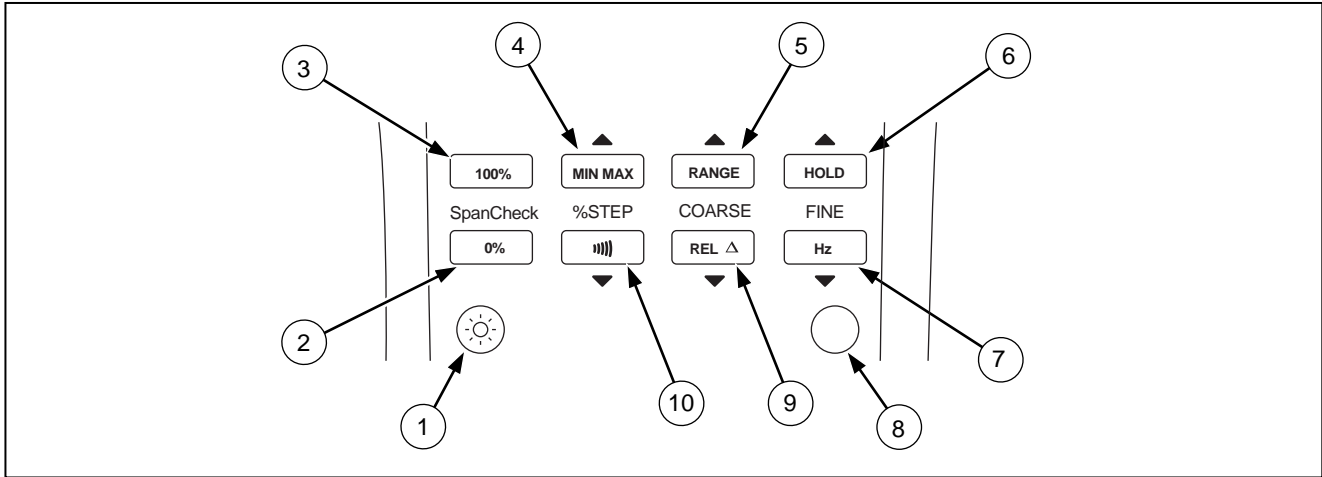 4 5
3 6
100% MIN MAX RANGE HOLD
SpanCheck %STEP COARSE FINE
0% REL Δ Hz
2 7
1 10 9 8